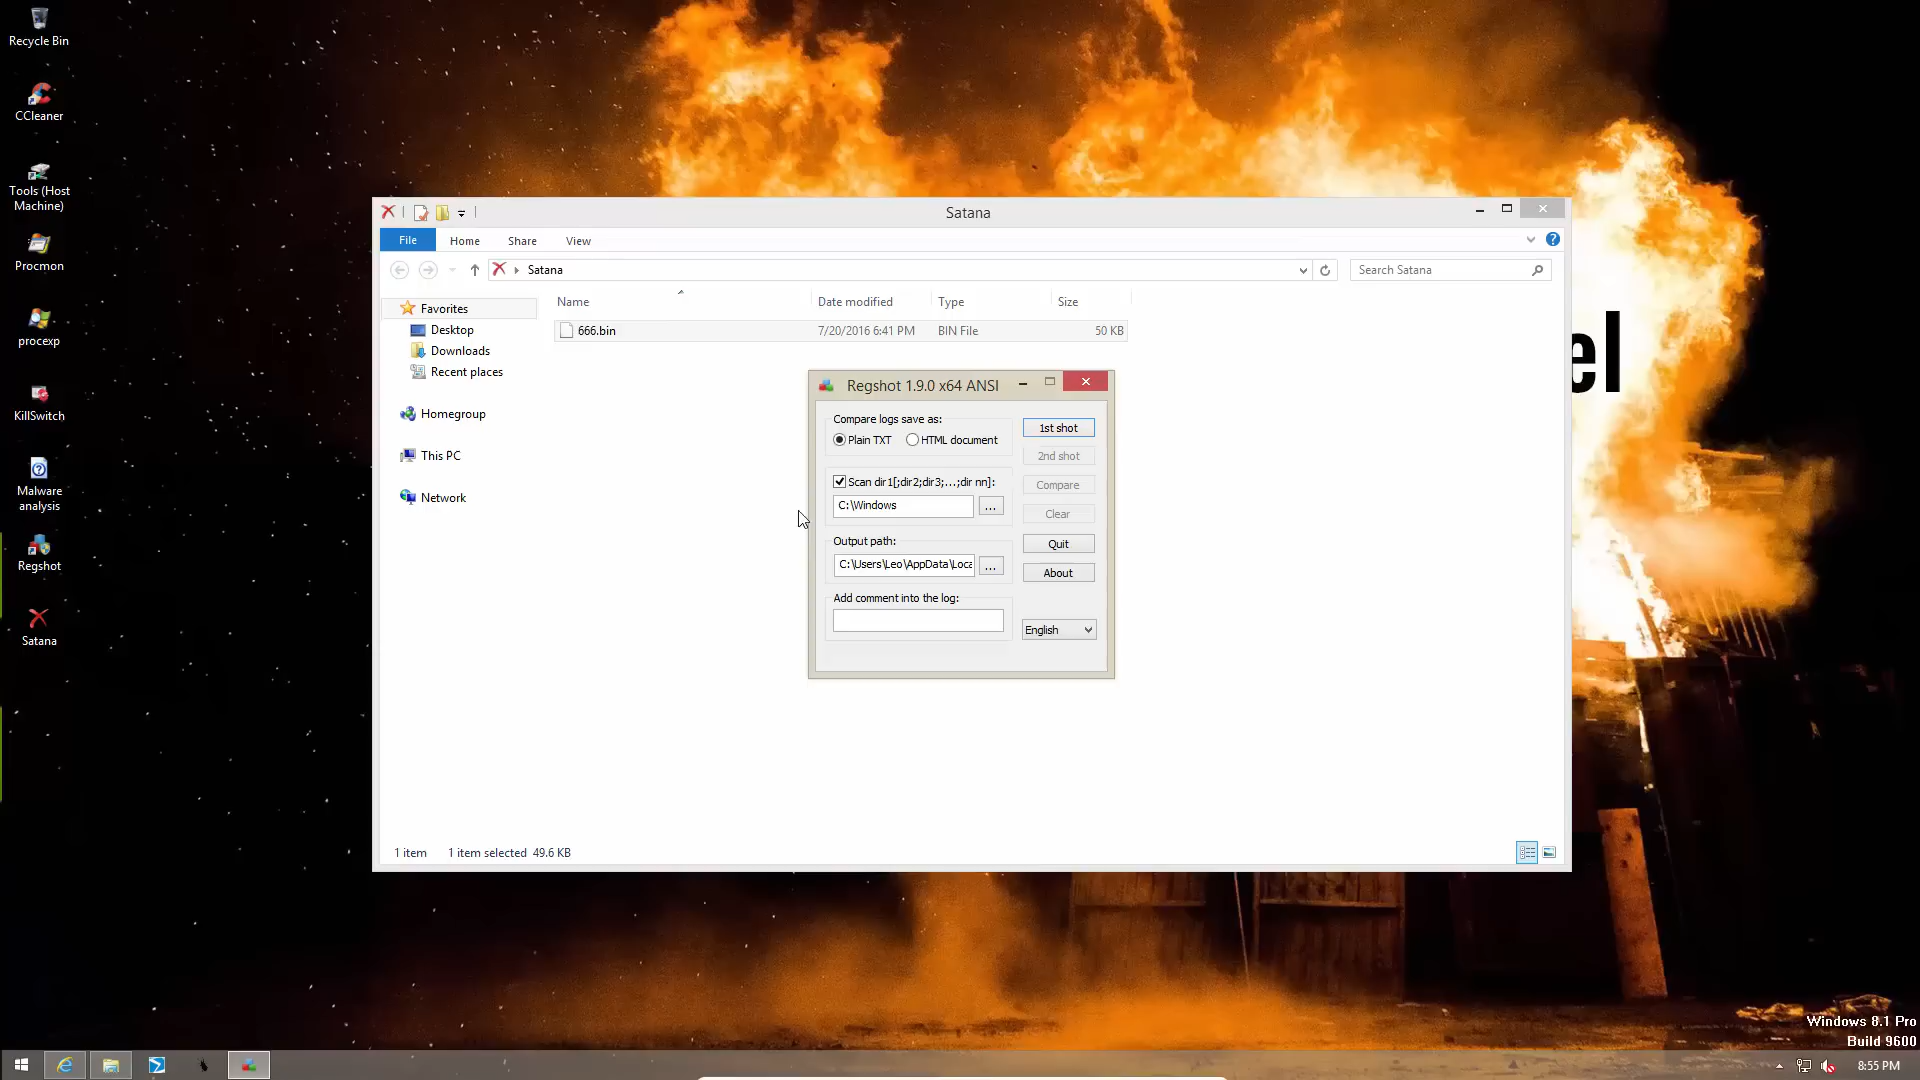 Recycle Bin
CCleaner
Tools (Host
Machine)
Procmon
procexp
KillSwitch
Malware
analysis
Regshot
Satana
Satana
File
Home
Share
View
Satana
Search Satana
Name
Date modified
Type
Size
Favorites
Desktop
Downloads
Recent places
Homegroup
This PC
Network
666.bin
7/20/2016 6:41 PM
BIN File
50 KB
el
Regshot 1.9.0 x64 ANSI
Compare logs save as:
Plain TXT
HTML document
1st shot
2nd shot
Compare
Clear
Quit
About
Scan dir1[;dir2;dir3;...;dir nn]:
C:\Windows
...
Output path:
C:\Users\Leo\AppData\Loca
...
Add comment into the log:
English
1 item
1 item selected 49.6 KB
Windows 8.1 Pro
Build 9600
8:55 PM